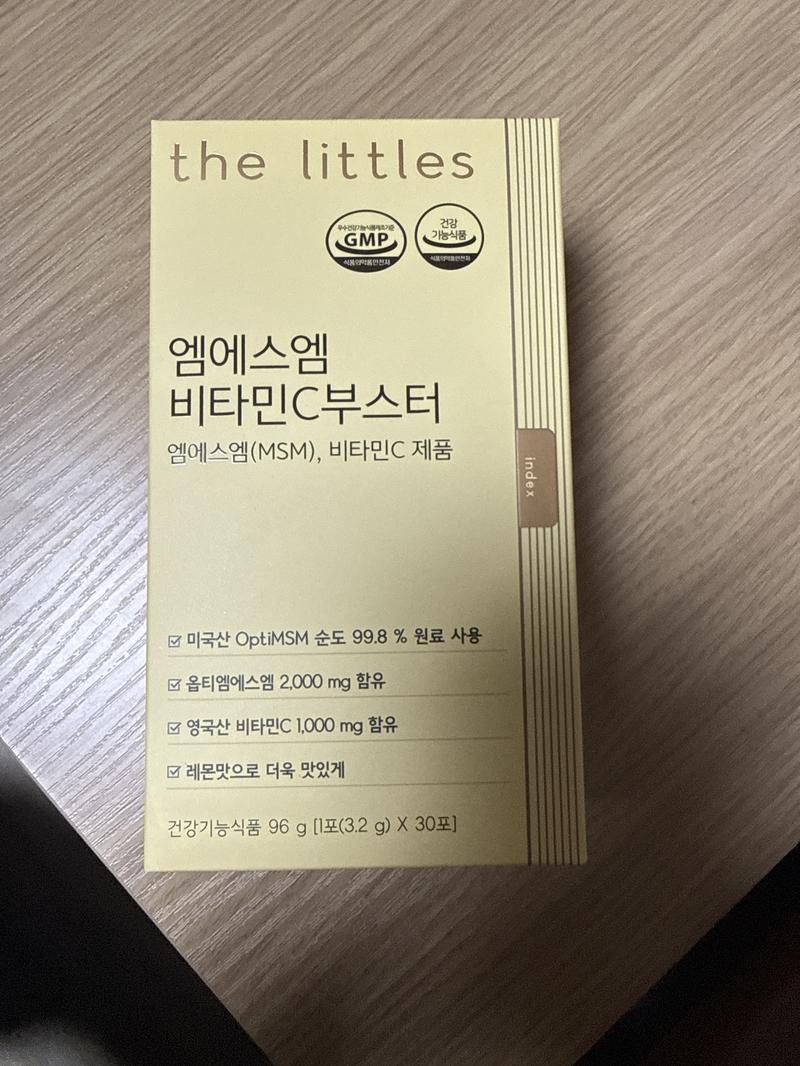 the littles
우수건강기능식품제조기준
GMP
식품의약품안전처
건강
기능식품
식품의약품안전처
엠에스엠
비타민C부스터
엠에스엠(MSM), 비타민C 제품
index
미국산 OptiMSM 순도 99.8 % 원료 사용
옵티엠에스엠 2,000 mg 함유
영국산 비타민C 1,000 mg 함유
레몬맛으로 더욱 맛있게
건강기능식품 96 g [1포(3.2 g) X 30포]